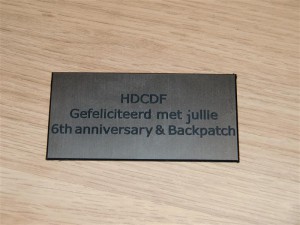 HDCDF
Gefeliciteerd met jullie
6th anniversary & Backpatch